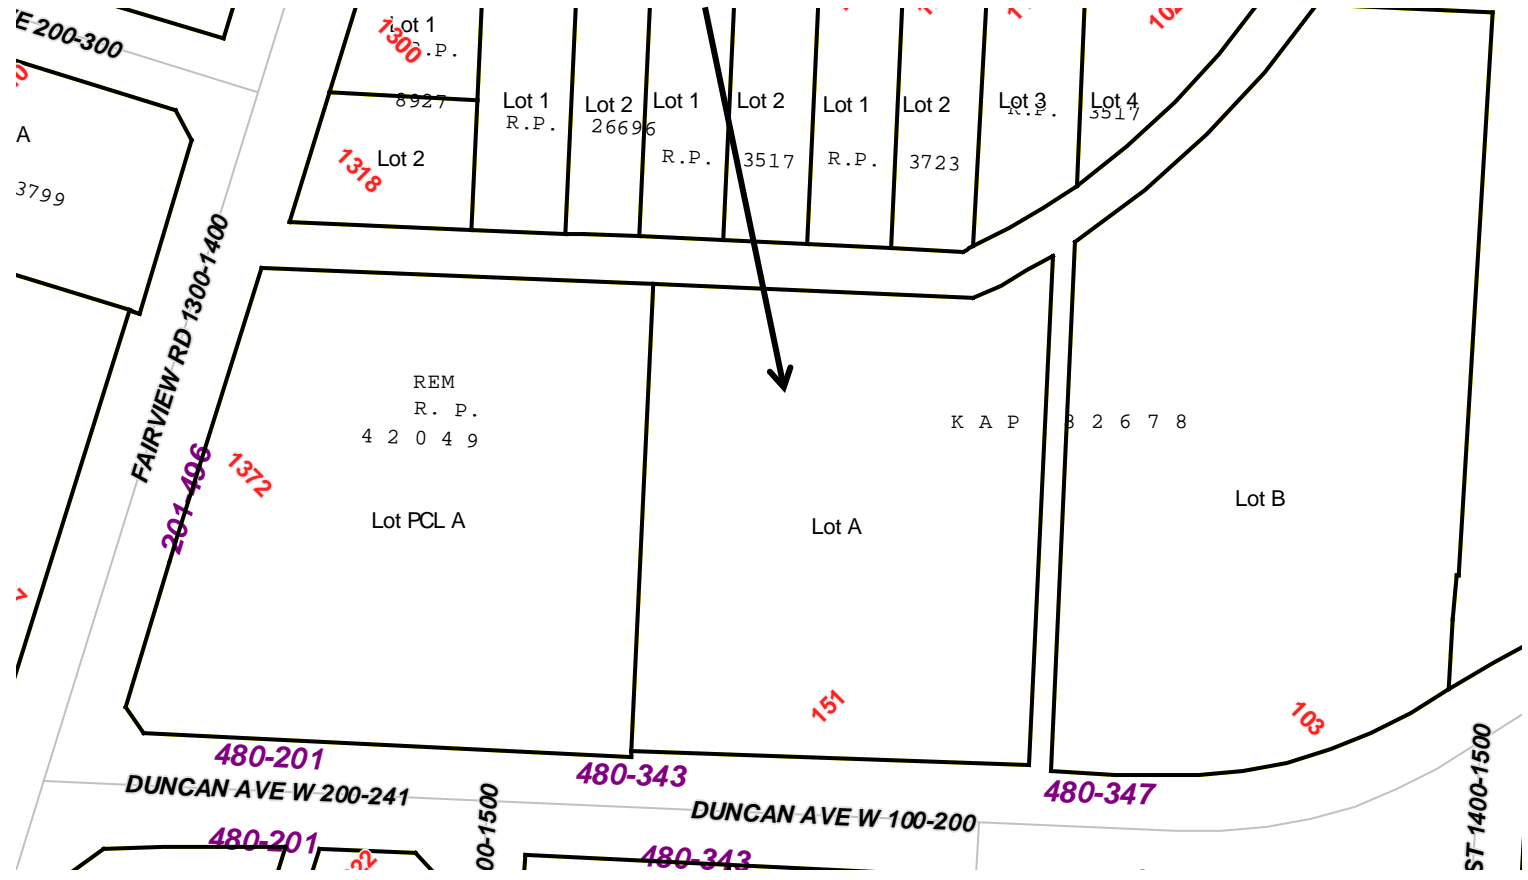 E 200-300
Lot 1
1300
R.P.
8927
Lot 2
1318
Lot 1
R.P.
Lot 2
26696
Lot 1
R.P.
Lot 2
3517
Lot 1
R.P.
Lot 2
3723
Lot 3
R.P.
Lot 4
3517
A
3799
FAIRVIEW RD 1300-1400
201-496
1372
REM
R. P.
4 2 0 4 9
Lot PCL A
K A P 8 2 6 7 8
Lot A
Lot B
151
103
480-201
480-343
480-347
DUNCAN AVE W 200-241
DUNCAN AVE W 100-200
480-201
480-343
00-1500
ST 1400-1500
22